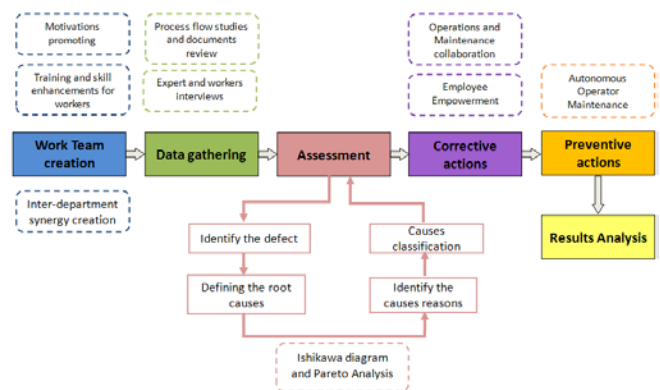 Motivations
promoting
Process flow studies
and documents
review
Operations and
Maintenance
collaboration
Training and skill
enhancements for
workers
Expert and workers
interviews
Employee
Empowerment
Autonomous
Operator
Maintenance
Work Team
creation
Data gathering
Assessment
Corrective
actions
Preventive
actions
Inter-department
synergy creation
Identify the defect
Causes
classification
Results Analysis
Defining the root
causes
Identify the
causes reasons
Ishikawa diagram
and Pareto Analysis